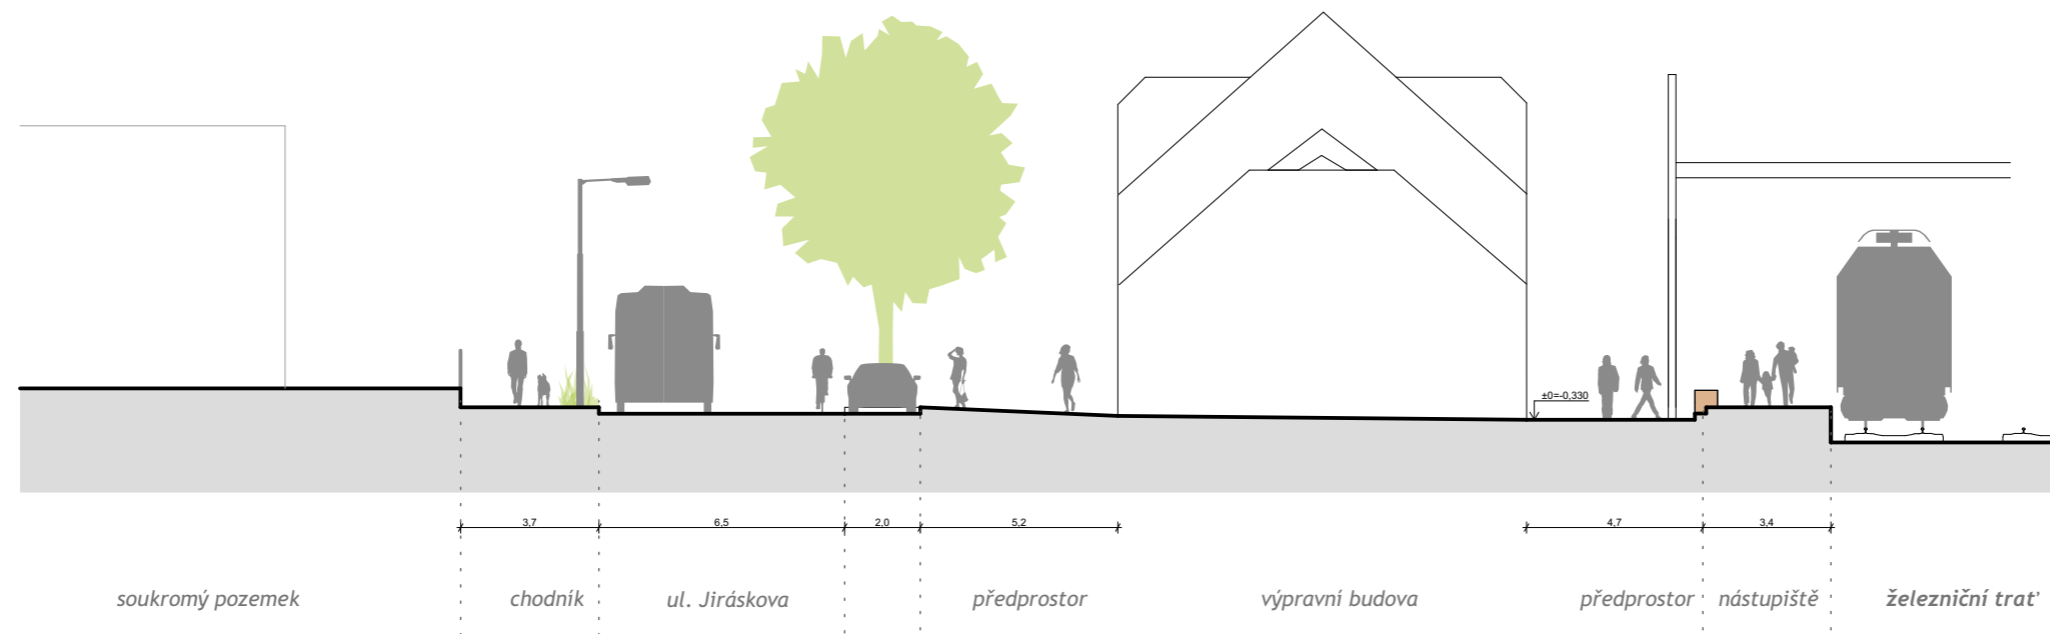 ±0=-0,330
3,7 6,5 2,0 5,2 4,7 3,4
soukromý pozemek chodník ul. Jiráskova předprostor výpravní budova předprostor nástupiště železniční trať